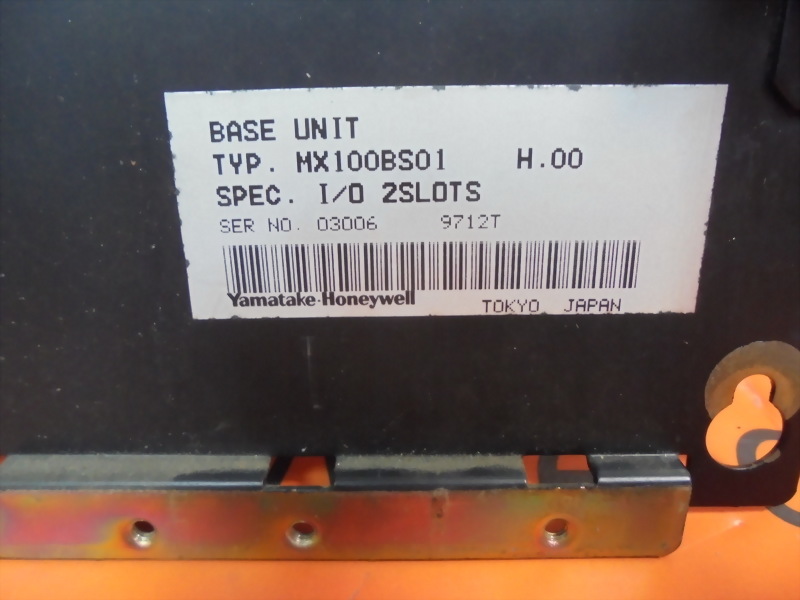 BASE UNIT
TYP. MX100BS01 H.00
SPEC. I/O 2SLOTS
SER NO. 03006 9712T
Yamatake-Honeywell TOKYO JAPAN